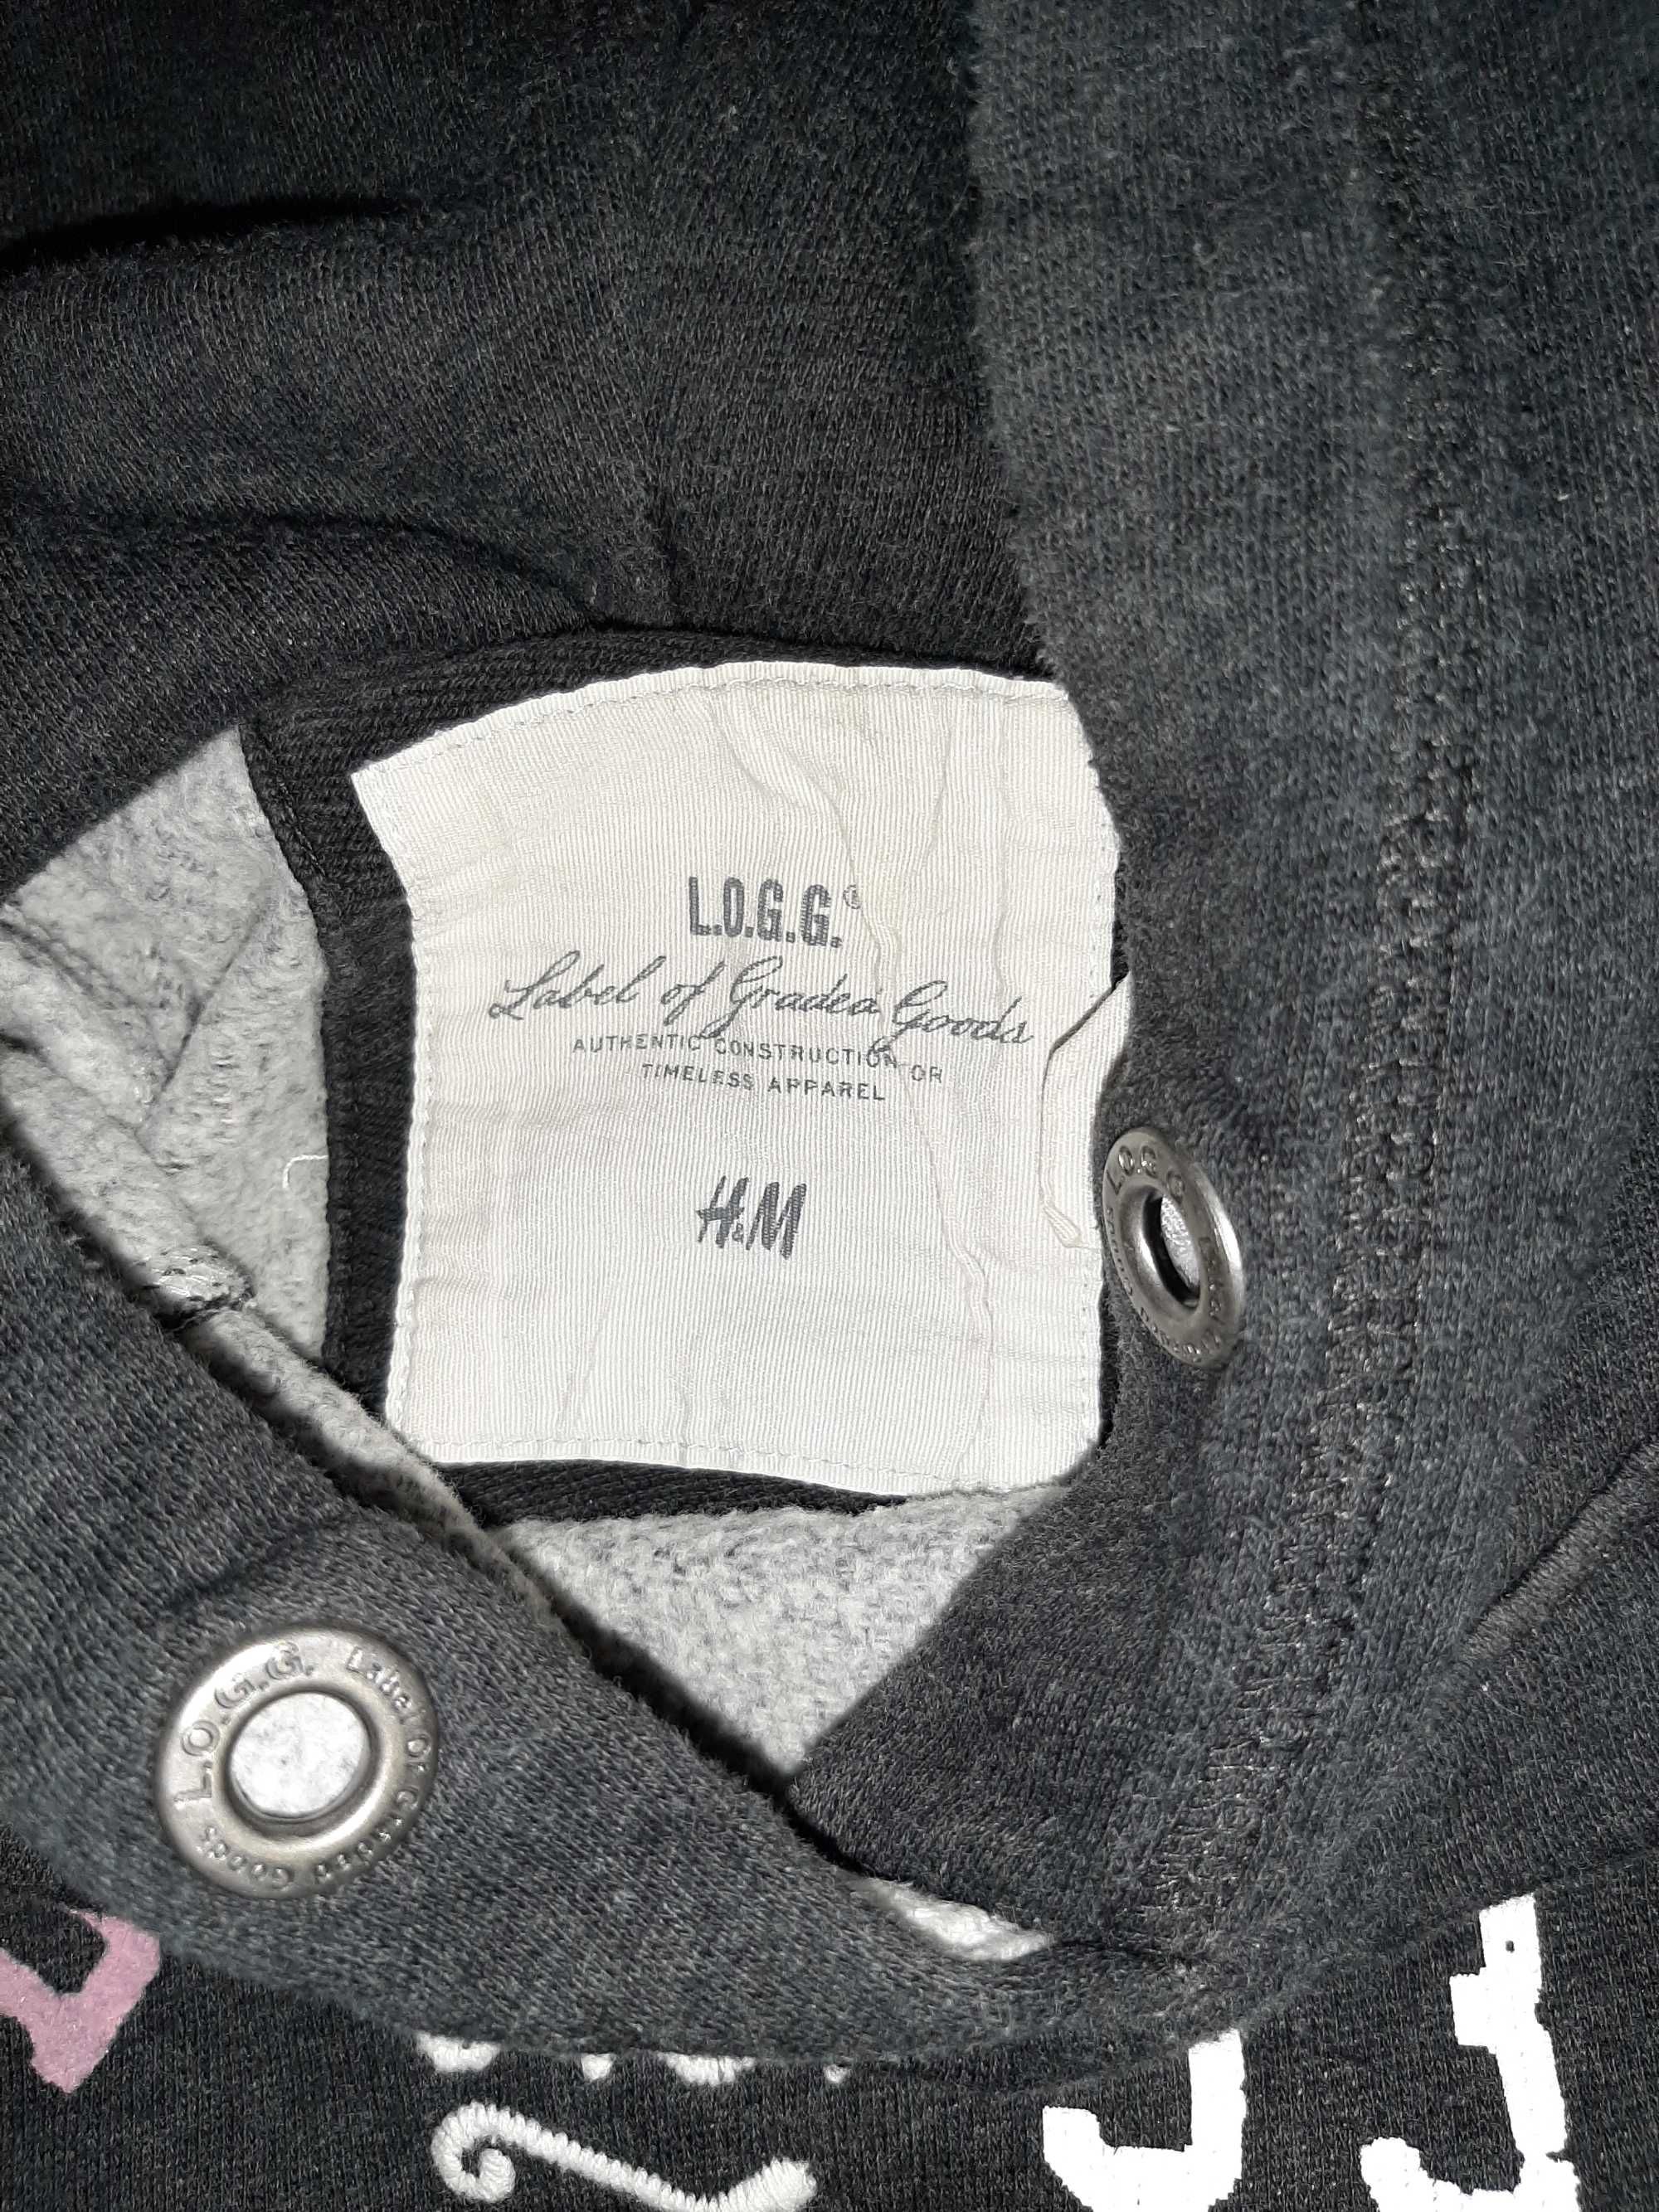 L.O.G.G.®
Label of Graded Goods
AUTHENTIC CONSTRUCTION OR
TIMELESS APPAREL
H&M
L.O.G.G.
L.O.G.G. Label Of Graded Goods